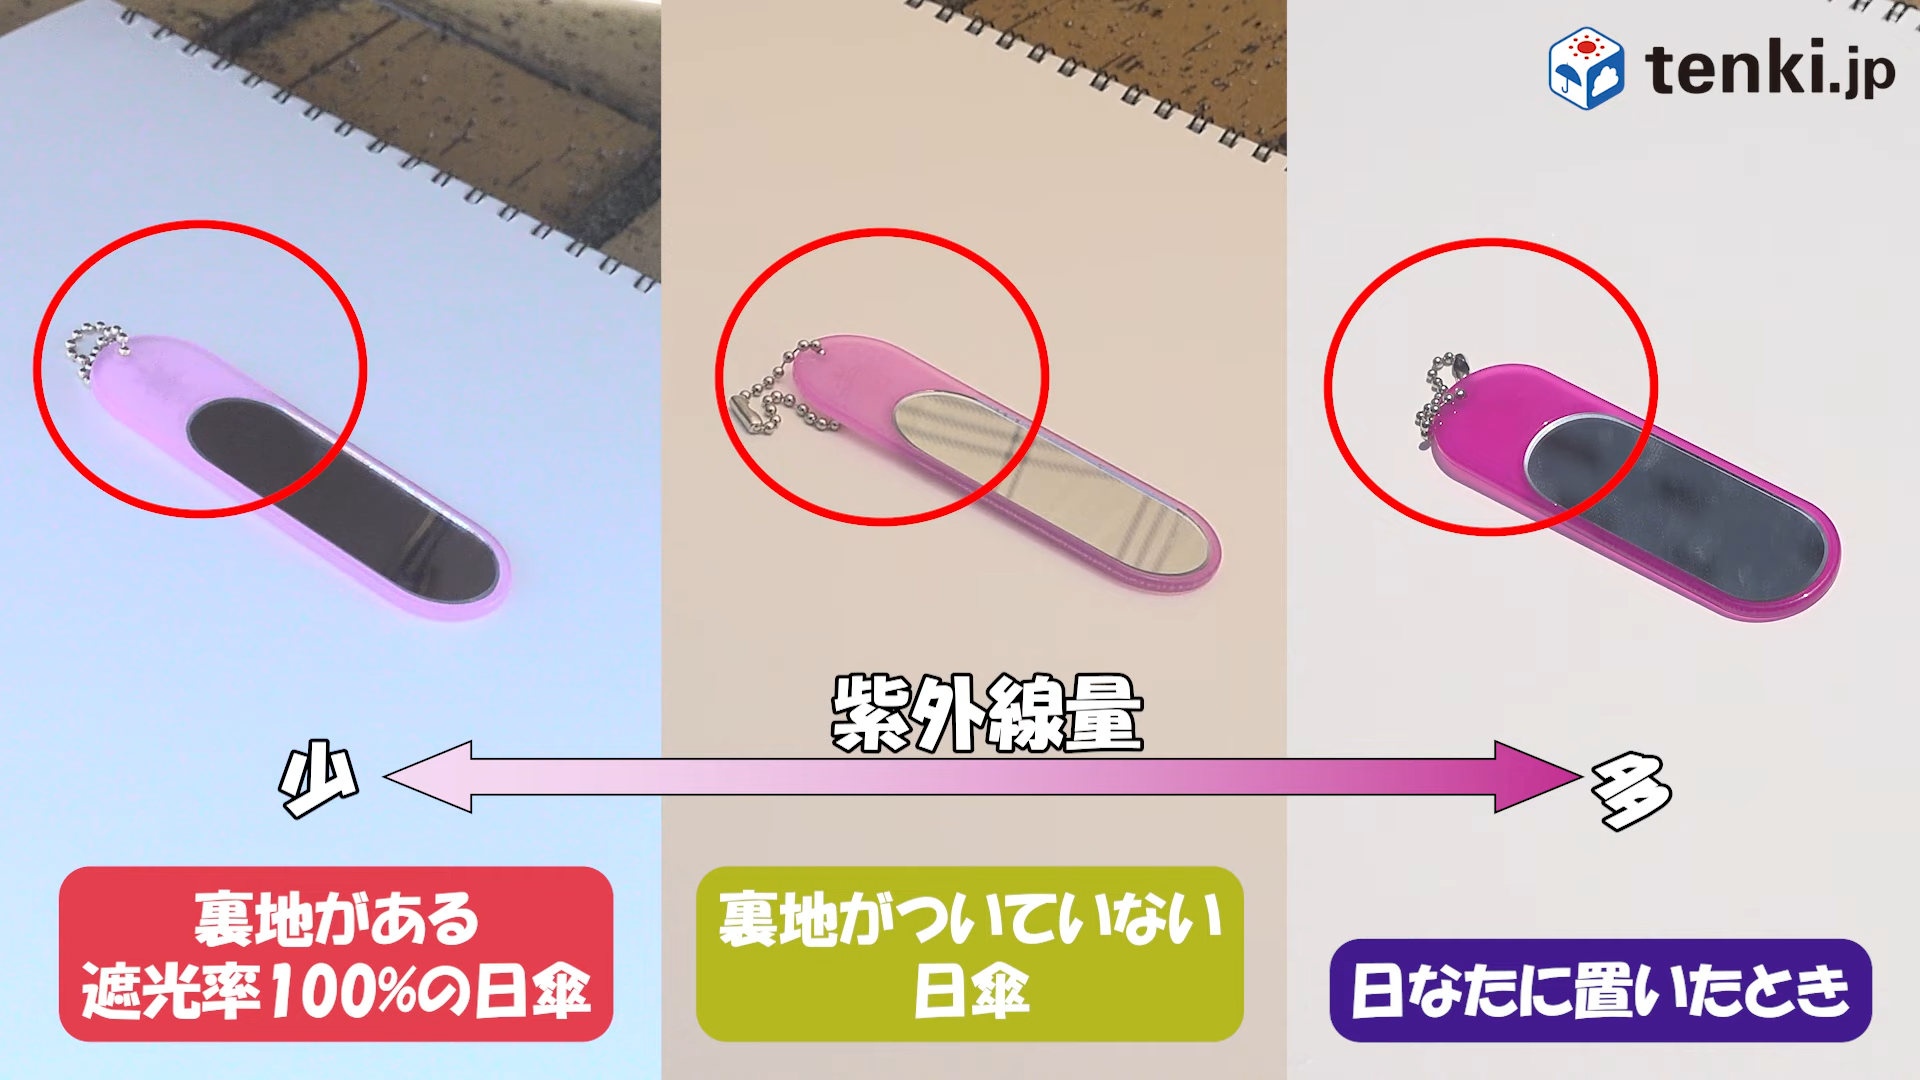 tenki.jp
紫外線量
少
多
裏地がある
遮光率100%の日傘
裏地がついていない
日傘
日なたに置いたとき